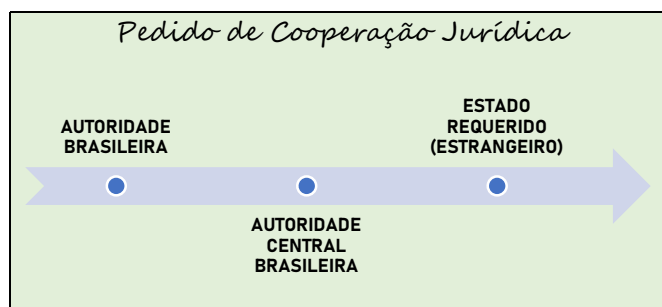 Pedido de Cooperação Jurídica
AUTORIDADE
BRASILEIRA
AUTORIDADE
CENTRAL
BRASILEIRA
ESTADO
REQUERIDO
(ESTRANGEIRO)